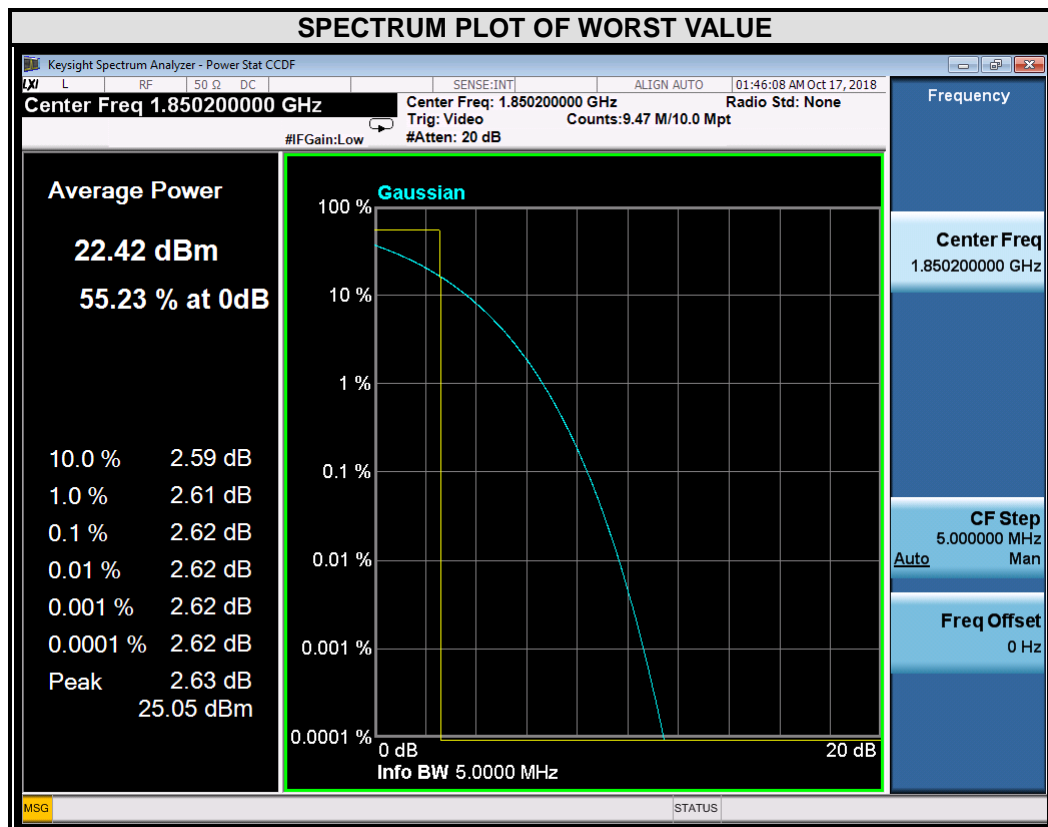 SPECTRUM PLOT OF WORST VALUE
Keysight Spectrum Analyzer - Power Stat CCDF
LXI L RF 50 Ω DC SENSE:INT ALIGN AUTO 01:46:08 AM Oct 17, 2018
Center Freq 1.850200000 GHz
#IFGain:Low
Center Freq: 1.850200000 GHz Radio Std: None
Trig: Video Counts:9.47 M/10.0 Mpt
#Atten: 20 dB
Average Power
22.42 dBm
55.23 % at 0dB
10.0 % 2.59 dB
1.0 % 2.61 dB
0.1 % 2.62 dB
0.01 % 2.62 dB
0.001 % 2.62 dB
0.0001 % 2.62 dB
Peak 2.63 dB
25.05 dBm
Gaussian
100 %
10 %
1 %
0.1 %
0.01 %
0.001 %
0.0001 %
0 dB 20 dB
Info BW 5.0000 MHz
Frequency
Center Freq
1.850200000 GHz
CF Step
5.000000 MHz
Auto Man
Freq Offset
0 Hz
MSG STATUS